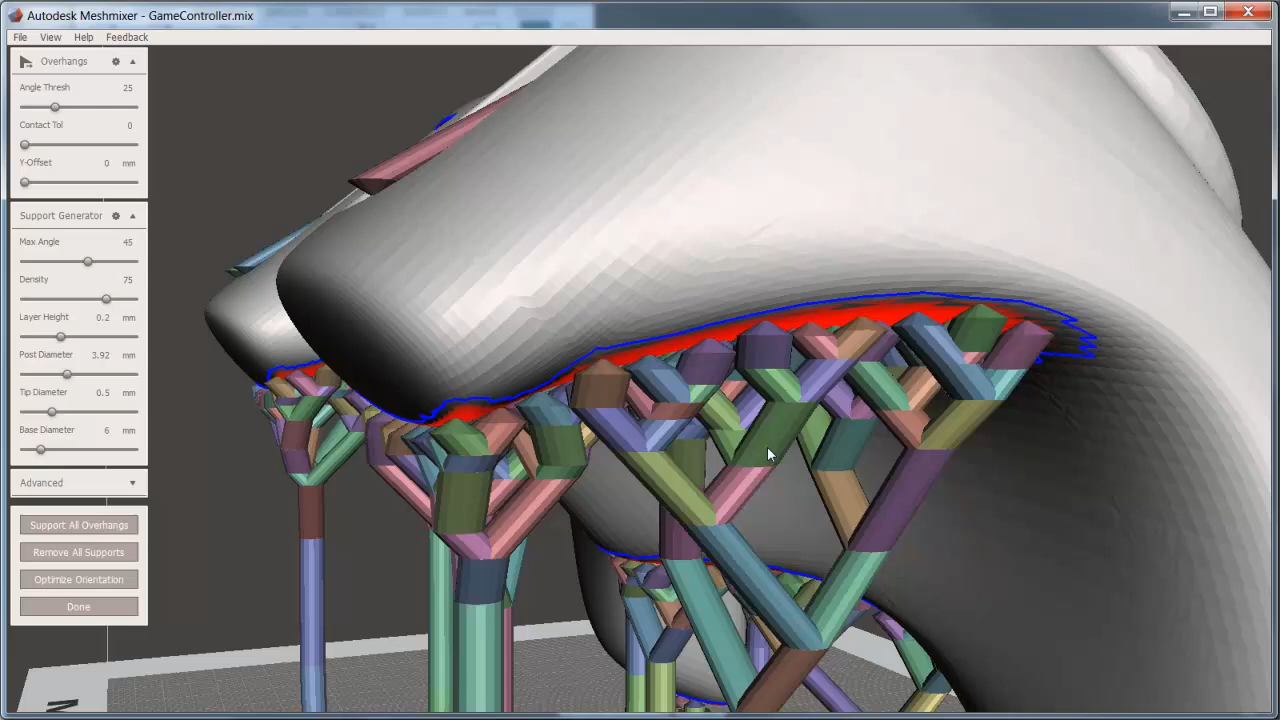 Autodesk Meshmixer - GameController.mix
File View Help Feedback
Overhangs
Angle Thresh 25
Contact Tol 0
Y-Offset 0 mm
Support Generator
Max Angle 45
Density 75
Layer Height 0.2 mm
Post Diameter 3.92 mm
Tip Diameter 0.5 mm
Base Diameter 6 mm
Advanced
Support All Overhangs
Remove All Supports
Optimize Orientation
Done